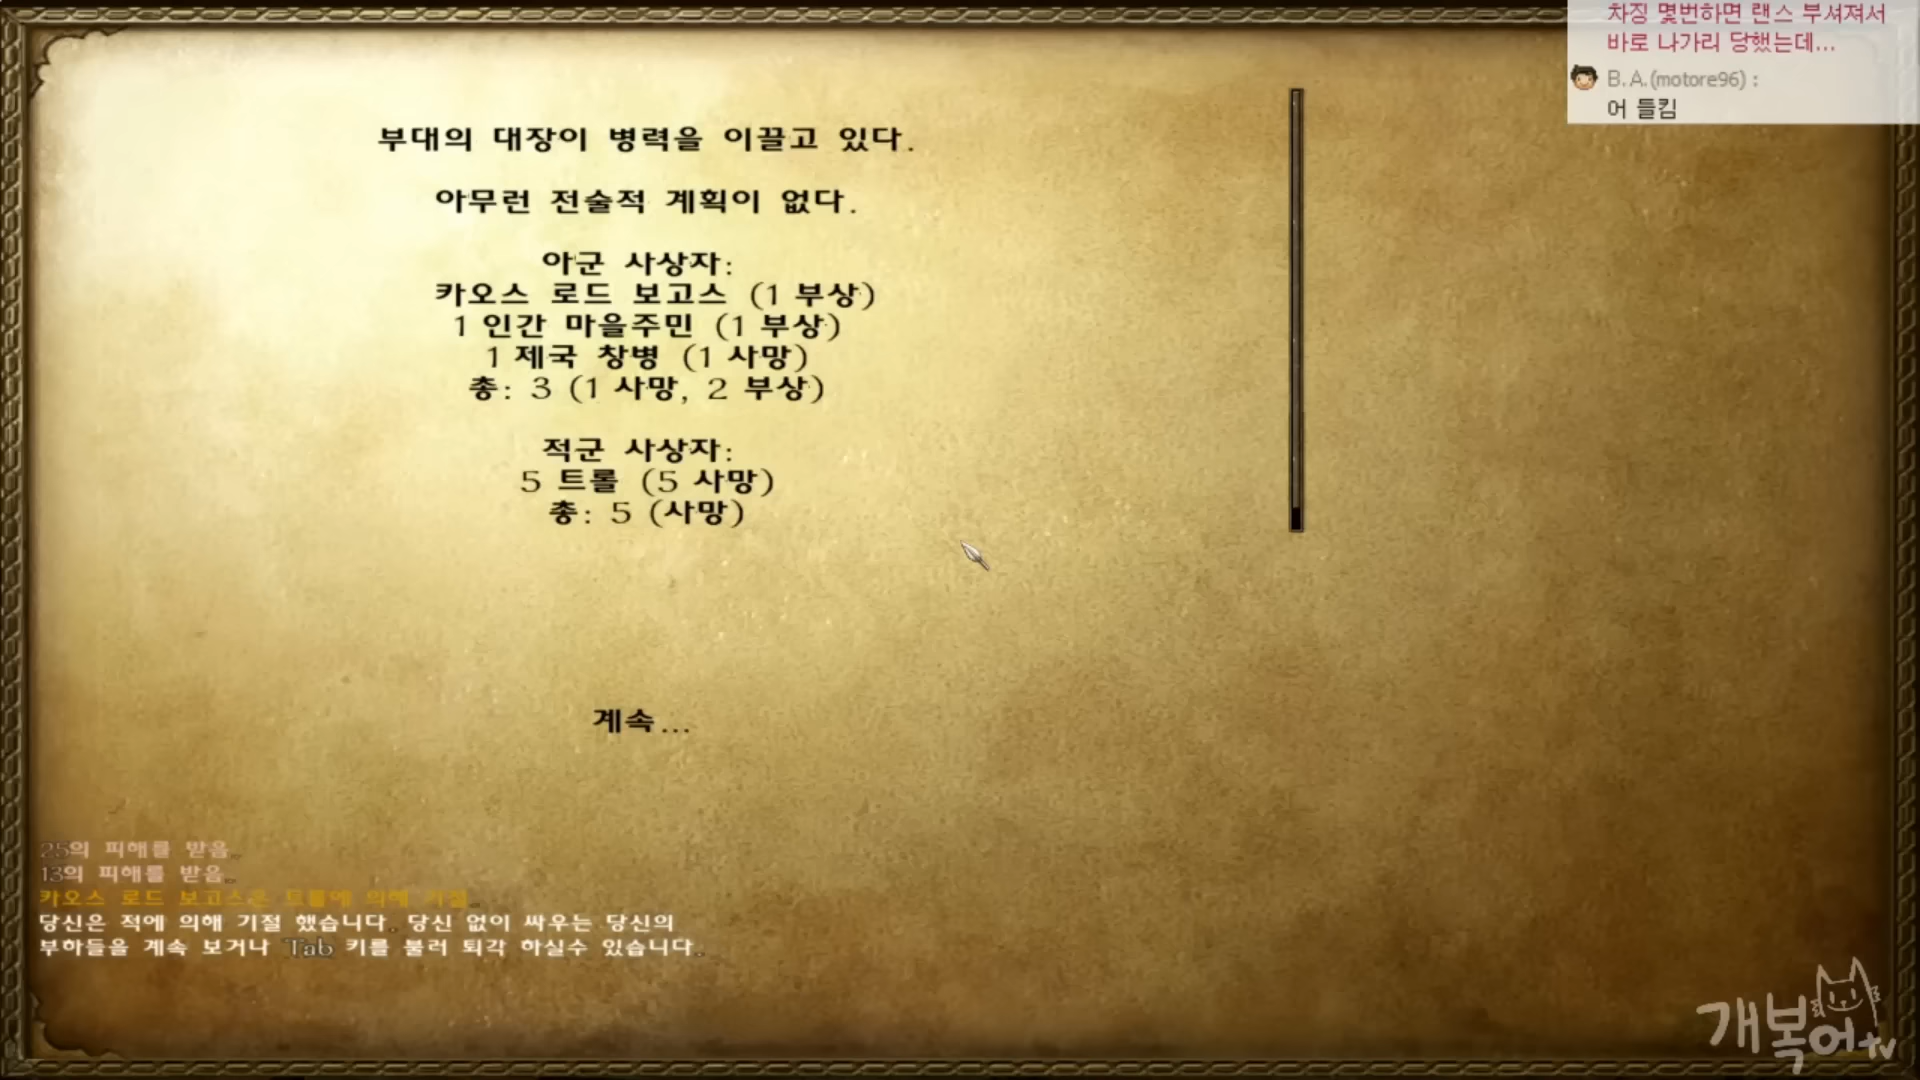 차징 몇번하면 랜스 부셔져서
바로 나가리 당했는데...
B.A.(motore96) :
어 들킴
부대의 대장이 병력을 이끌고 있다.
아무런 전술적 계획이 없다.
아군 사상자:
카오스 로드 보고스 (1 부상)
1 인간 마을주민 (1 부상)
1 제국 창병 (1 사망)
총: 3 (1 사망, 2 부상)
적군 사상자:
5 트롤 (5 사망)
총: 5 (사망)
계속...
25의 피해를 받음.
13의 피해를 받음.
카오스 로드 보고스은 트롤에 의해 기절.
당신은 적에 의해 기절 했습니다. 당신 없이 싸우는 당신의
부하들을 계속 보거나 Tab 키를 불러 퇴각 하실수 있습니다.
개복어tv